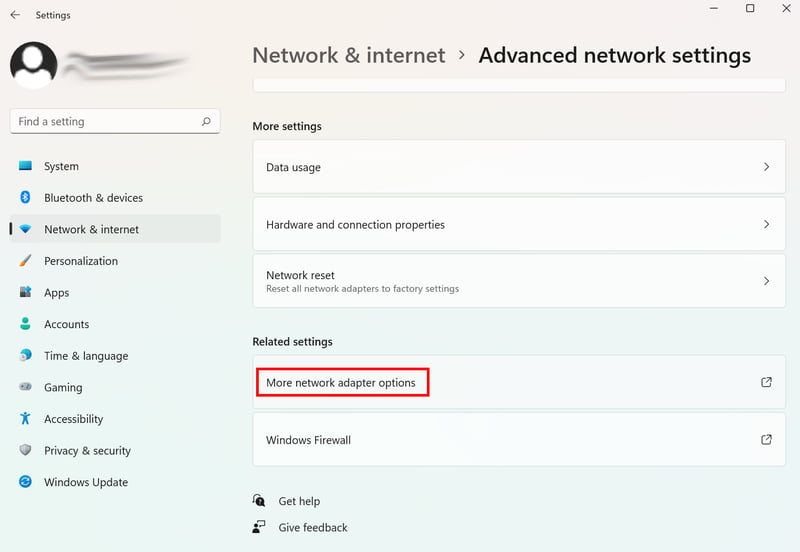 Settings
Network & internet > Advanced network settings
Find a setting
System
Bluetooth & devices
Network & internet
Personalization
Apps
Accounts
Time & language
Gaming
Accessibility
Privacy & security
Windows Update
More settings
Data usage
Hardware and connection properties
Network reset
Reset all network adapters to factory settings
Related settings
More network adapter options
Windows Firewall
Get help
Give feedback